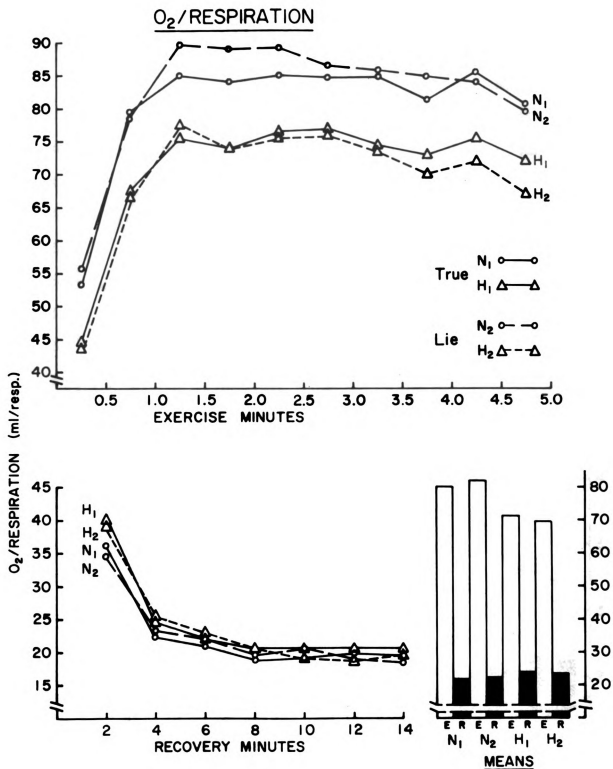 O₂/RESPIRATION
90
85
80
75
70
65
60
55
50
45
40
N₁
N₂
H₁
H₂
True N₁
H₁
Lie N₂
H₂
0.5 1.0 1.5 2.0 2.5 3.0 3.5 4.0 4.5 5.0
EXERCISE MINUTES
O₂/RESPIRATION (ml/resp.)
45
40
35
30
25
20
15
H₁
H₂
N₁
N₂
2 4 6 8 10 12 14
RECOVERY MINUTES
80
70
60
50
40
30
20
E R E R E R E R
N₁ N₂ H₁ H₂
MEANS